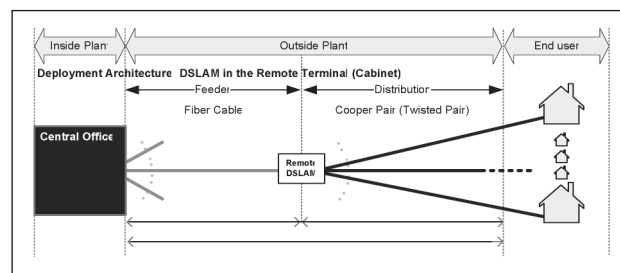 Inside Plant
Outside Plant
End user
Deployment Architecture DSLAM in the Remote Terminal (Cabinet)
Feeder
Distribution
Fiber Cable
Cooper Pair (Twisted Pair)
Central Office
Remote
DSLAM